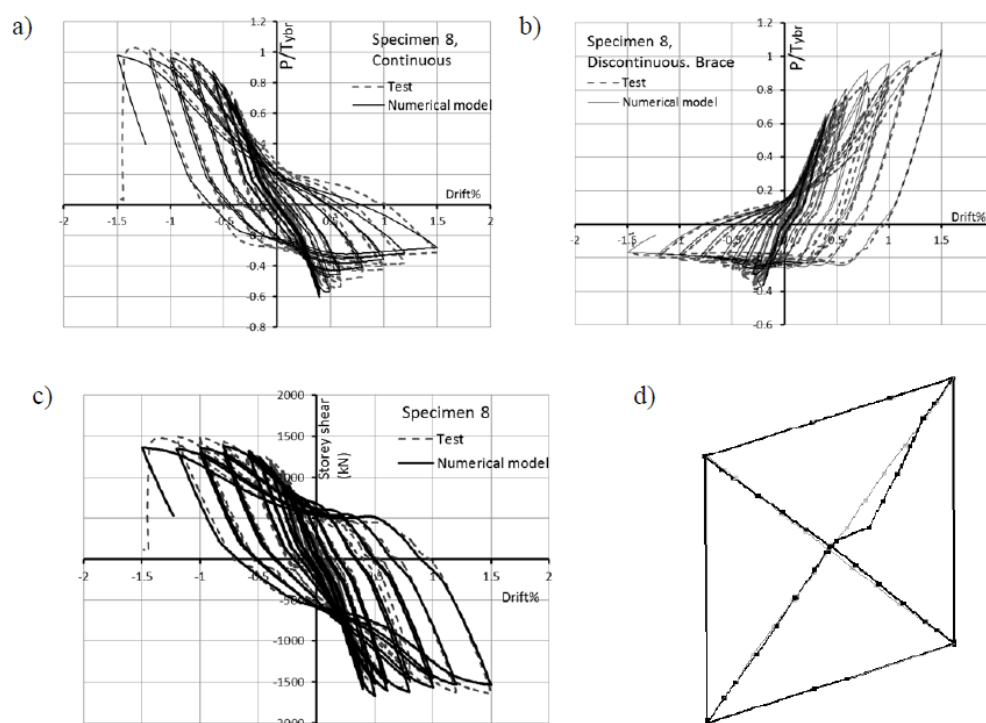 a)
P/Tybr
Specimen 8,
Continuous
Test
Numerical model
1.2
1
0.8
0.6
0.4
0.2
Drift%
-2
-1.5
-1
-0.5
0.5
1
1.5
2
-0.2
-0.4
-0.6
-0.8
b)
P/Tybr
Specimen 8,
Discontinuous. Brace
Test
Numerical model
1.2
1
0.8
0.6
0.4
0.2
Drift%
-2
-1.5
-1
-0.5
0.0
0.5
1
1.5
-0.2
-0.4
-0.6
c)
Storey shear
(kN)
Specimen 8
Test
Numerical model
2000
1500
1000
-2
-1.5
-1
-0.5
0.5
1
1.5
2
Drift%
-500
-1000
-1500
-2000
d)